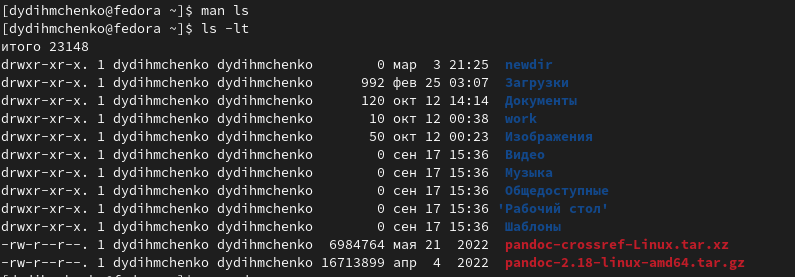 [dydihmchenko@fedora ~]$ man ls
[dydihmchenko@fedora ~]$ ls -lt
итого 23148
drwxr-xr-x. 1 dydihmchenko dydihmchenko 0 мар 3 21:25 newdir
drwxr-xr-x. 1 dydihmchenko dydihmchenko 992 фев 25 03:07 Загрузки
drwxr-xr-x. 1 dydihmchenko dydihmchenko 120 окт 12 14:14 Документы
drwxr-xr-x. 1 dydihmchenko dydihmchenko 10 окт 12 00:38 work
drwxr-xr-x. 1 dydihmchenko dydihmchenko 50 окт 12 00:23 Изображения
drwxr-xr-x. 1 dydihmchenko dydihmchenko 0 сен 17 15:36 Видео
drwxr-xr-x. 1 dydihmchenko dydihmchenko 0 сен 17 15:36 Музыка
drwxr-xr-x. 1 dydihmchenko dydihmchenko 0 сен 17 15:36 Общедоступные
drwxr-xr-x. 1 dydihmchenko dydihmchenko 0 сен 17 15:36 'Рабочий стол'
drwxr-xr-x. 1 dydihmchenko dydihmchenko 0 сен 17 15:36 Шаблоны
-rw-r--r--. 1 dydihmchenko dydihmchenko 6984764 мая 21 2022 pandoc-crossref-Linux.tar.xz
-rw-r--r--. 1 dydihmchenko dydihmchenko 16713899 апр 4 2022 pandoc-2.18-linux-amd64.tar.gz